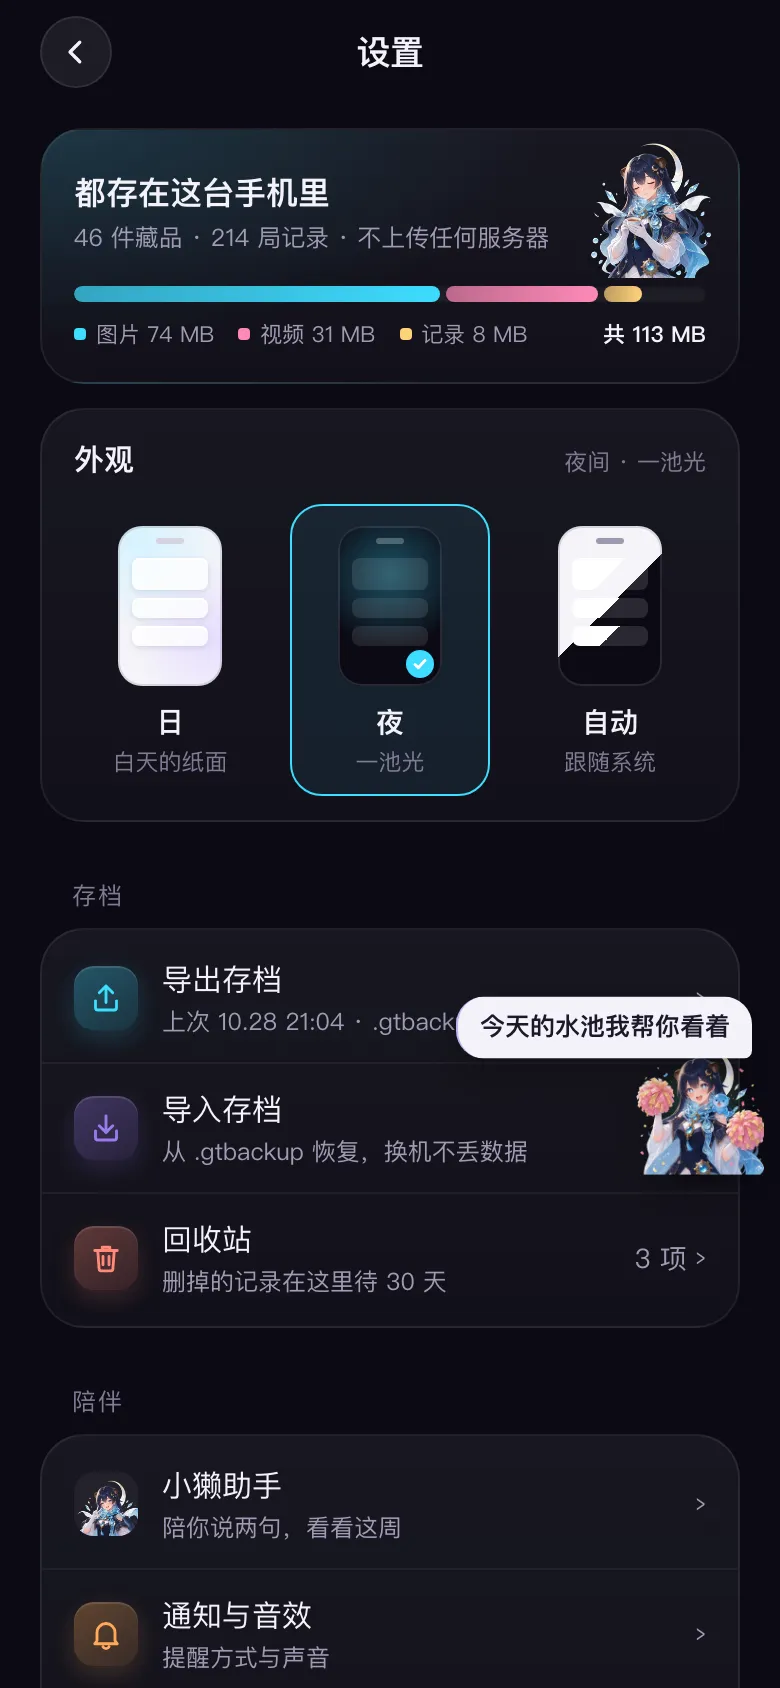 设置
都存在这台手机里
46 件藏品 · 214 局记录 · 不上传任何服务器
图片 74 MB 视频 31 MB 记录 8 MB 共 113 MB
外观 夜间 · 一池光
日 夜 自动
白天的纸面 一池光 跟随系统
存档
导出存档
上次 10.28 21:04 · .gtback
今天的水池我帮你看着
导入存档
从 .gtbackup 恢复，换机不丢数据
回收站
删掉的记录在这里待 30 天
3 项
陪伴
小獭助手
陪你说两句，看看这周
通知与音效
提醒方式与声音